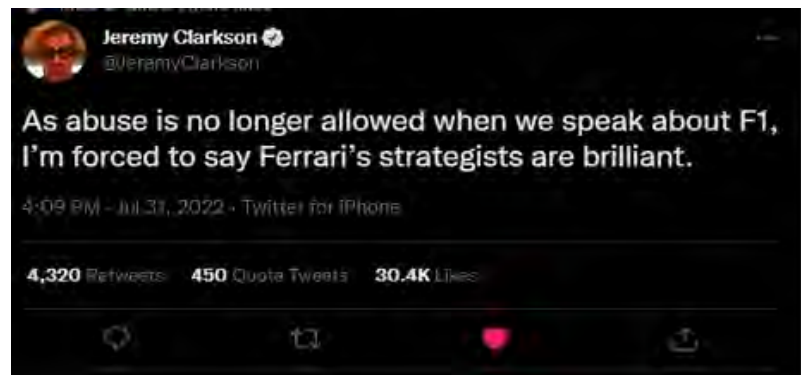 Jeremy Clarkson
@JeremyClarkson
As abuse is no longer allowed when we speak about F1,
I'm forced to say Ferrari's strategists are brilliant.
4:09 PM - Jul 31, 2022 - Twitter for iPhone
4,320 Retweets 450 Quote Tweets 30.4K Likes